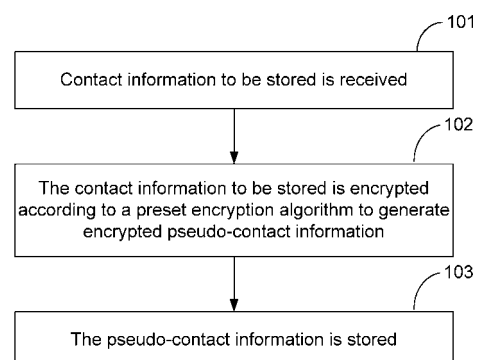 101
Contact information to be stored is received
102
The contact information to be stored is encrypted
according to a preset encryption algorithm to generate
encrypted pseudo-contact information
103
The pseudo-contact information is stored